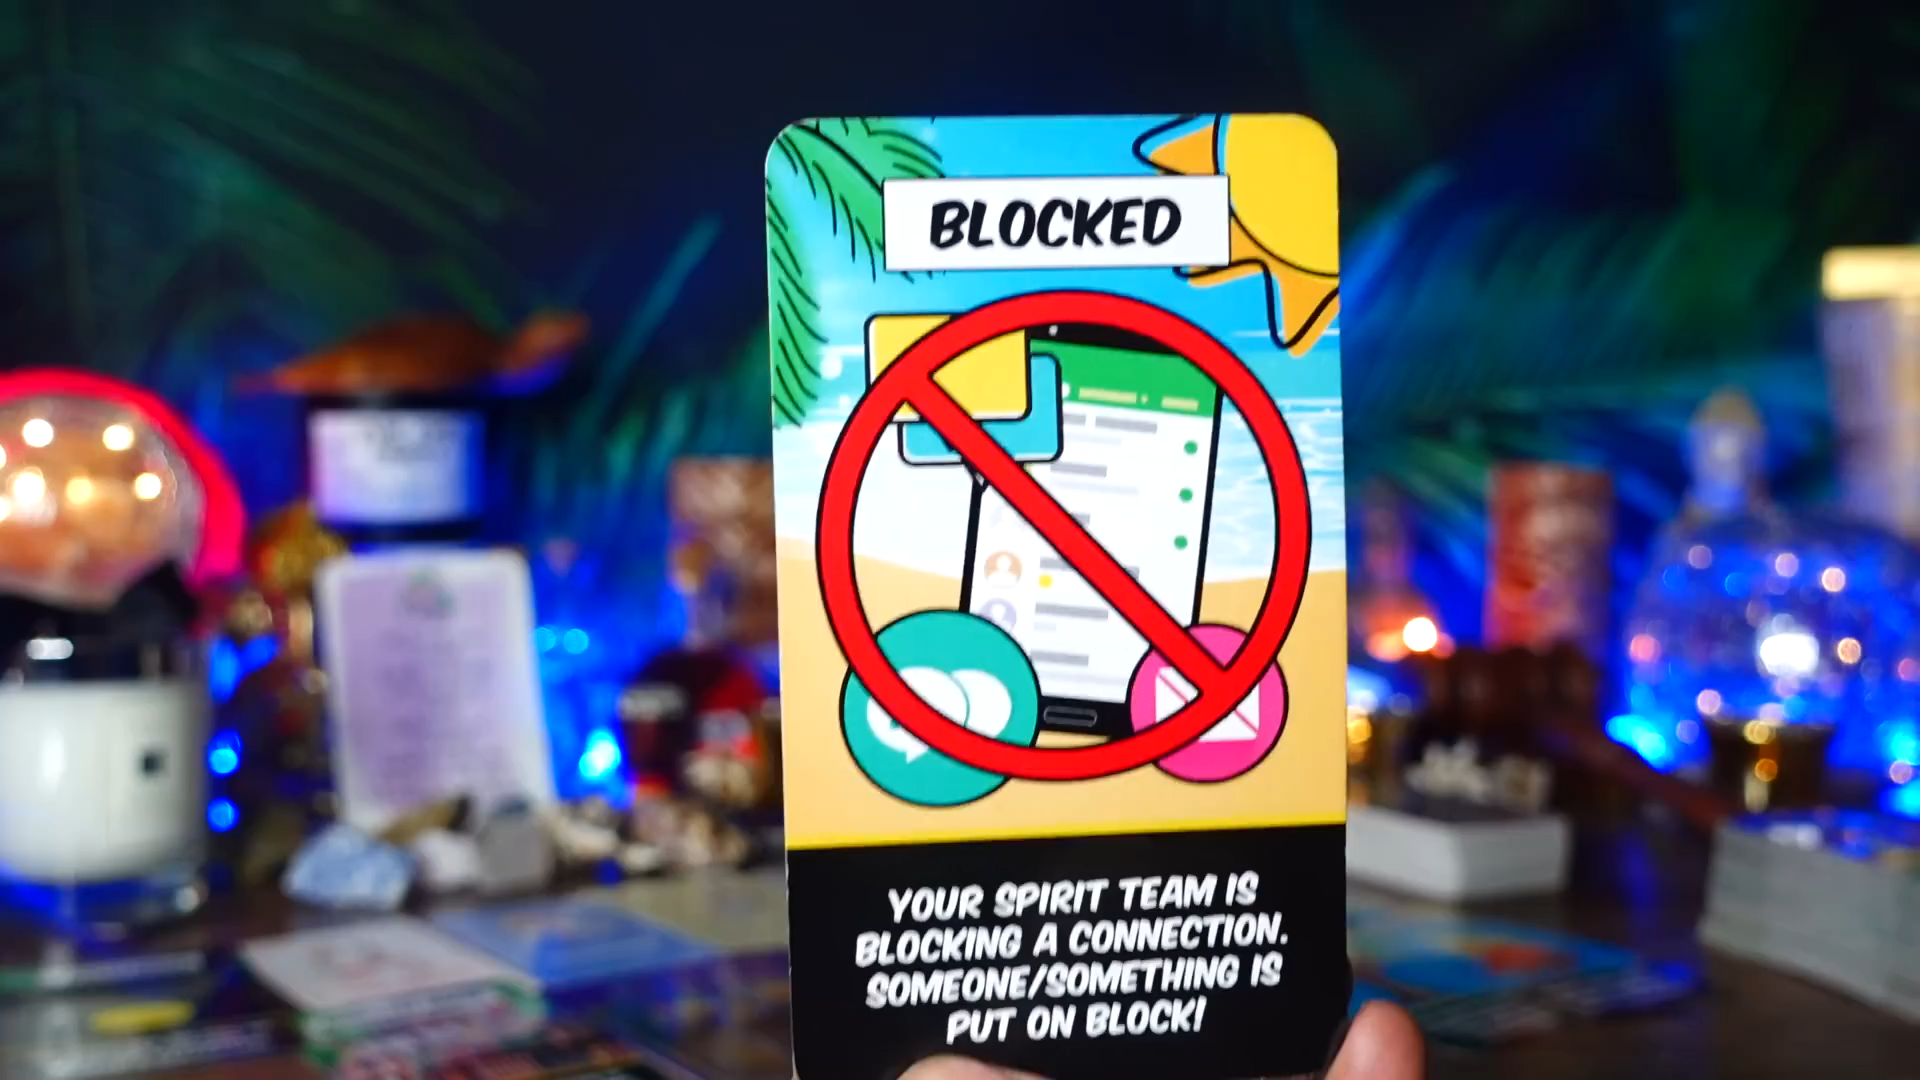 BLOCKED
YOUR SPIRIT TEAM IS
BLOCKING A CONNECTION.
SOMEONE/SOMETHING IS
PUT ON BLOCK!